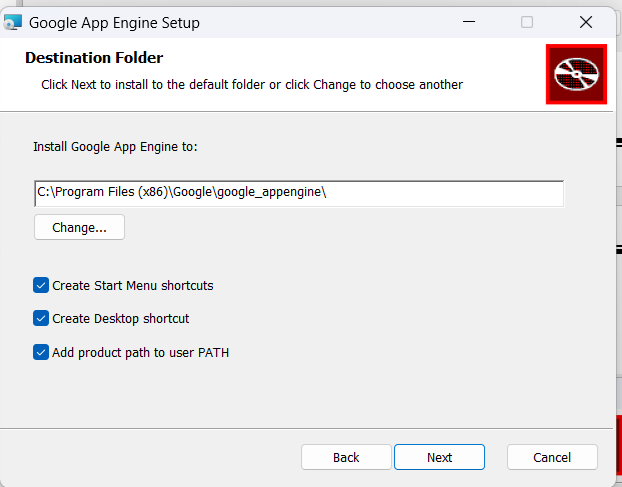 Google App Engine Setup
Destination Folder
Click Next to install to the default folder or click Change to choose another
Install Google App Engine to:
C:\Program Files (x86)\Google\google_appengine\
Change...
Create Start Menu shortcuts
Create Desktop shortcut
Add product path to user PATH
Back Next Cancel